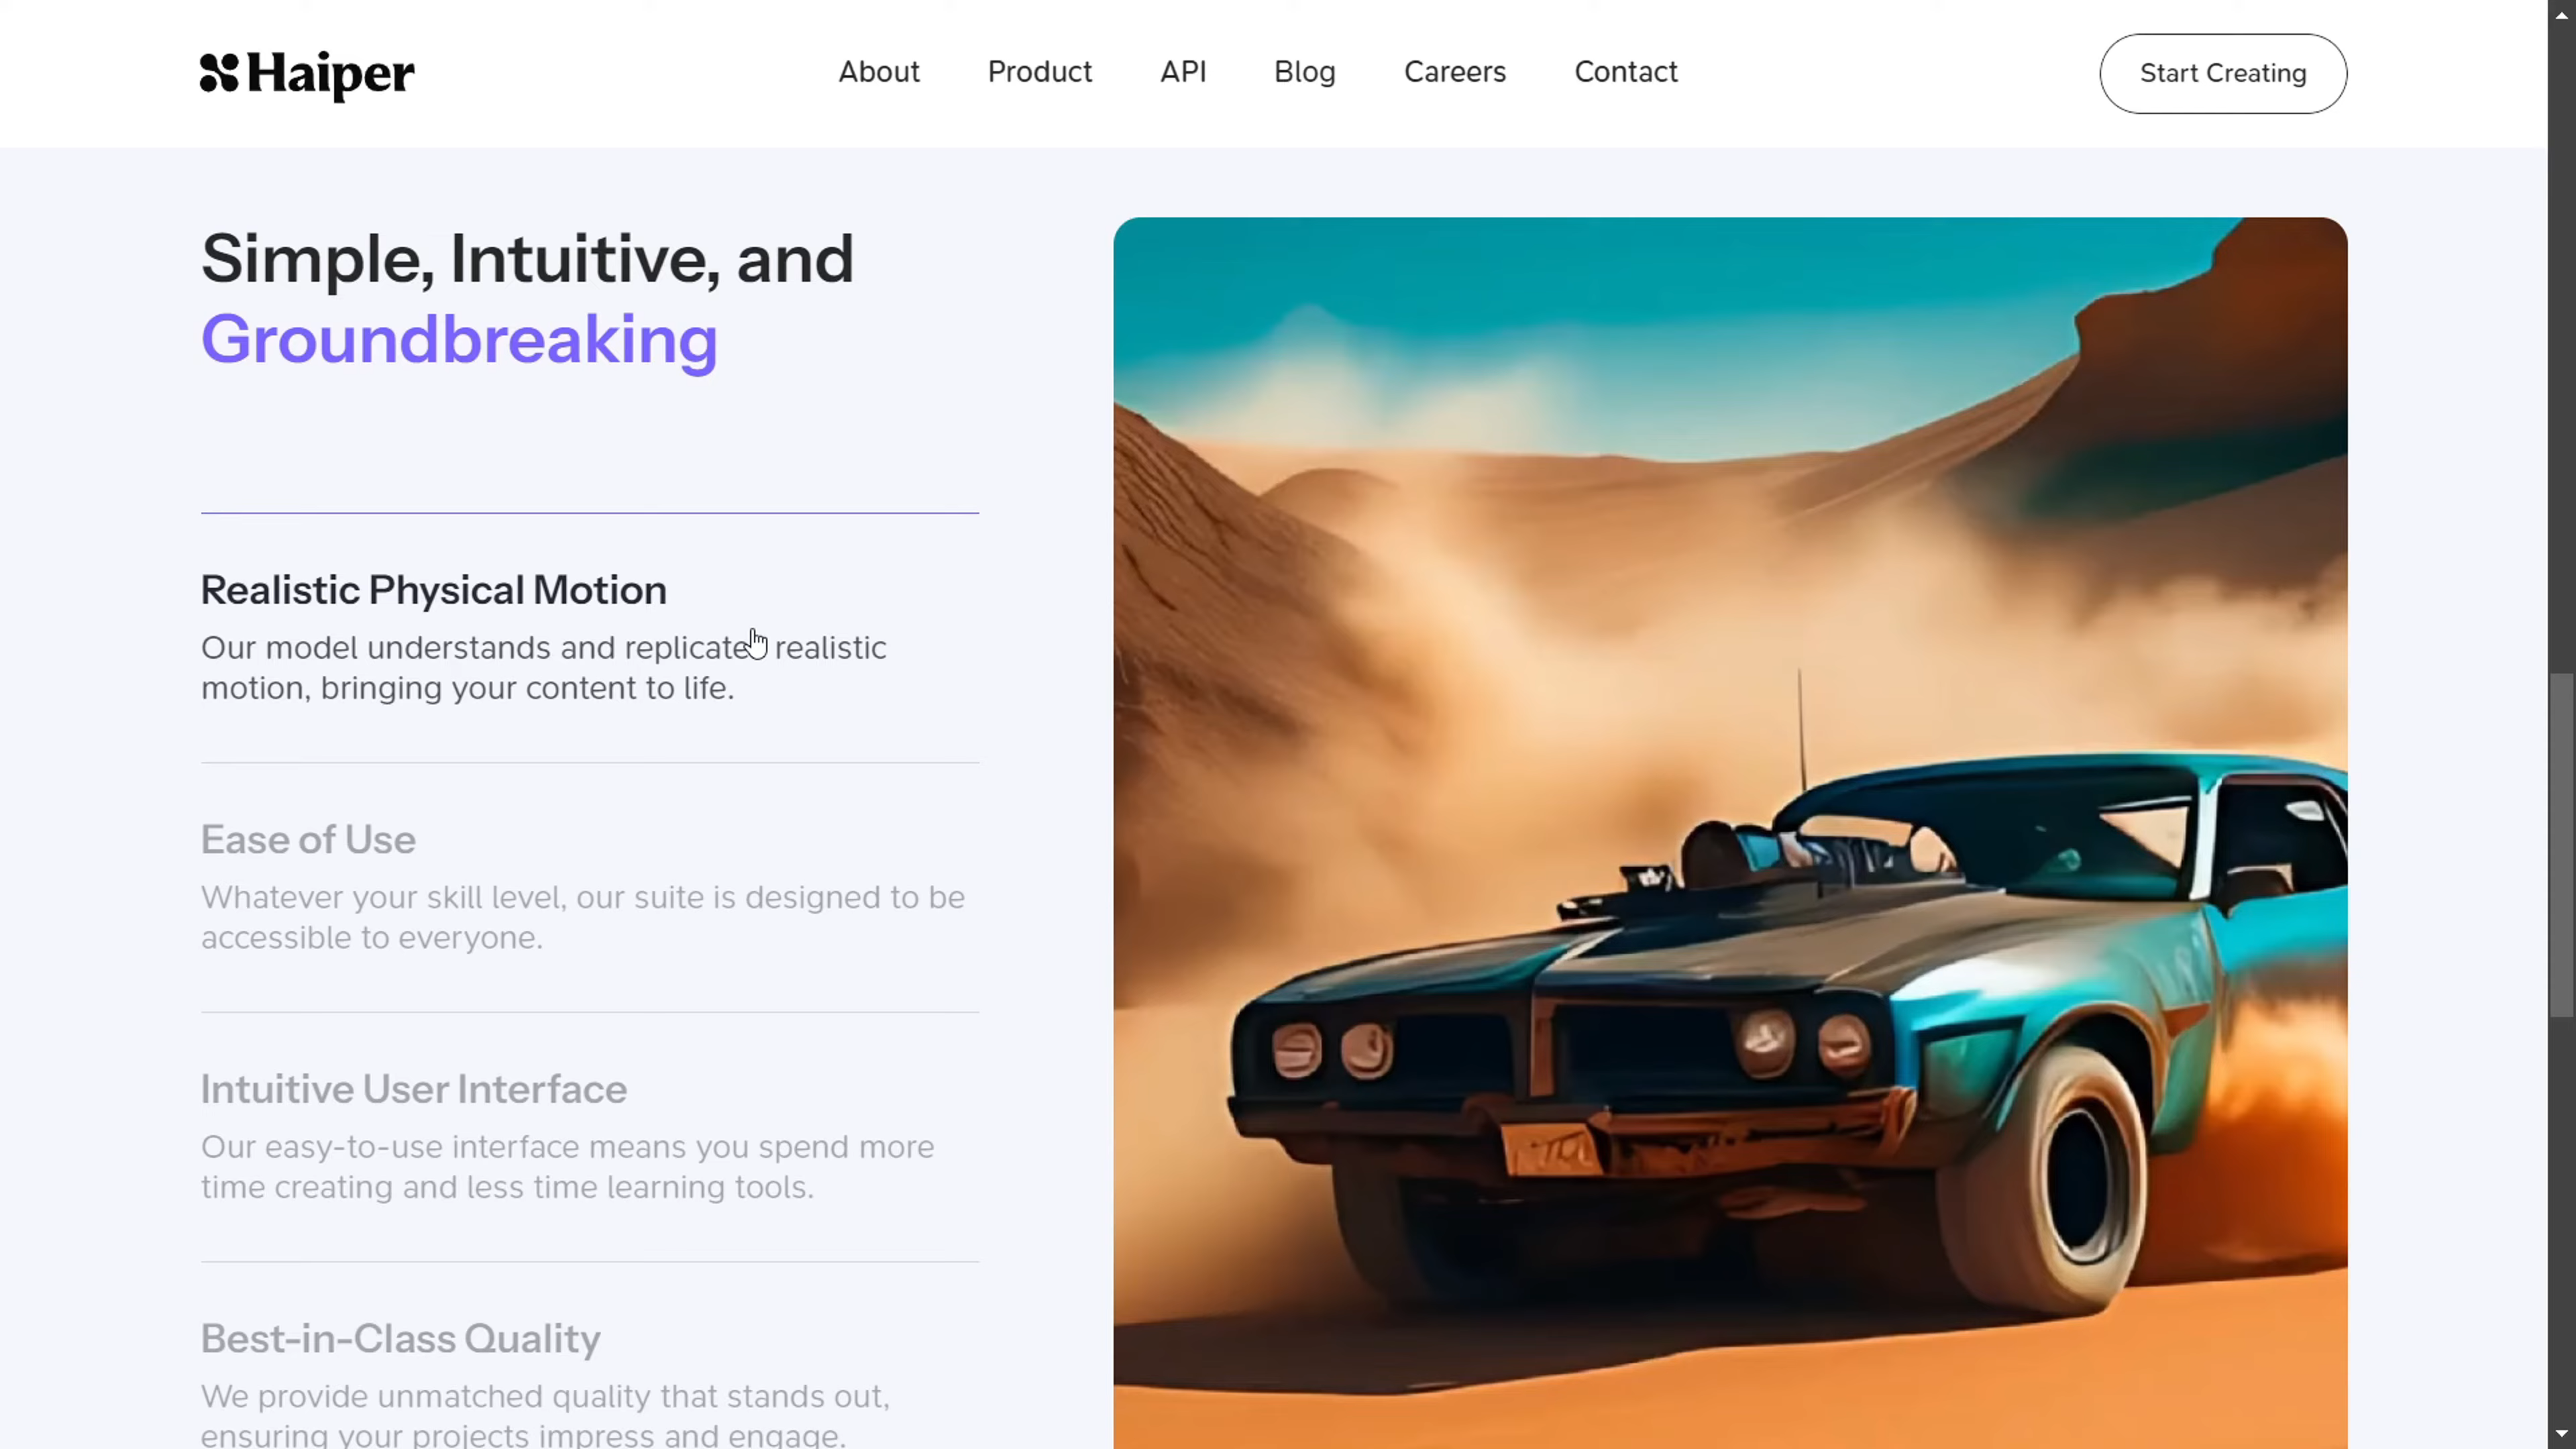 Haiper
About
Product
API
Blog
Careers
Contact
Start Creating
Simple, Intuitive, and
Groundbreaking
Realistic Physical Motion
Our model understands and replicates realistic
motion, bringing your content to life.
Ease of Use
Whatever your skill level, our suite is designed to be
accessible to everyone.
Intuitive User Interface
Our easy-to-use interface means you spend more
time creating and less time learning tools.
Best-in-Class Quality
We provide unmatched quality that stands out,
ensuring your projects impress and engage.